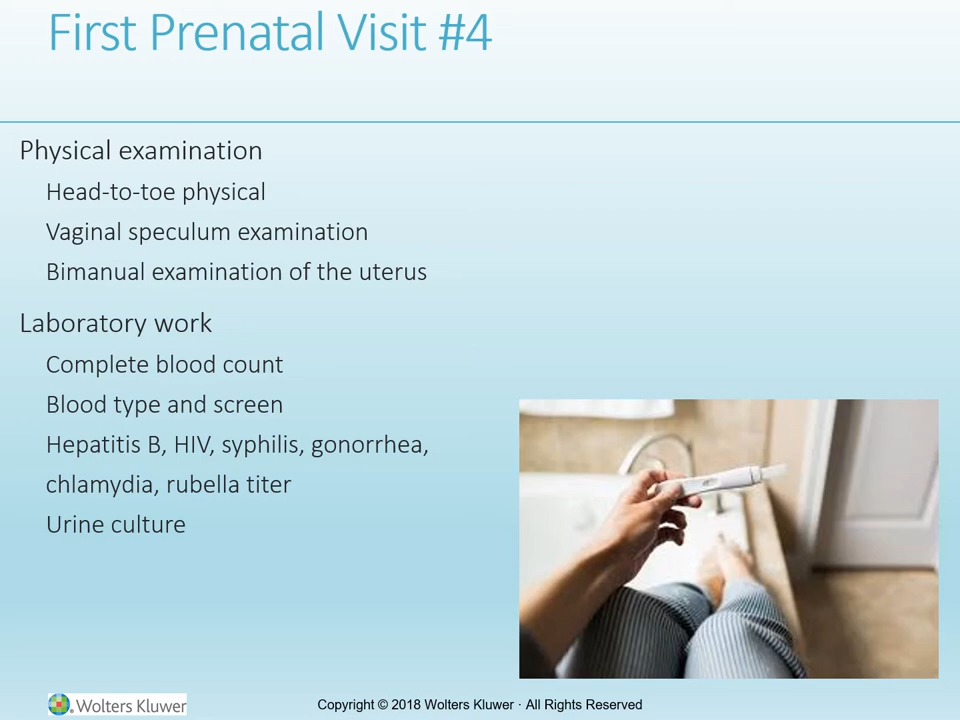 First Prenatal Visit #4
Physical examination
Head-to-toe physical
Vaginal speculum examination
Bimanual examination of the uterus
Laboratory work
Complete blood count
Blood type and screen
Hepatitis B, HIV, syphilis, gonorrhea,
chlamydia, rubella titer
Urine culture
Wolters Kluwer
Copyright © 2018 Wolters Kluwer · All Rights Reserved